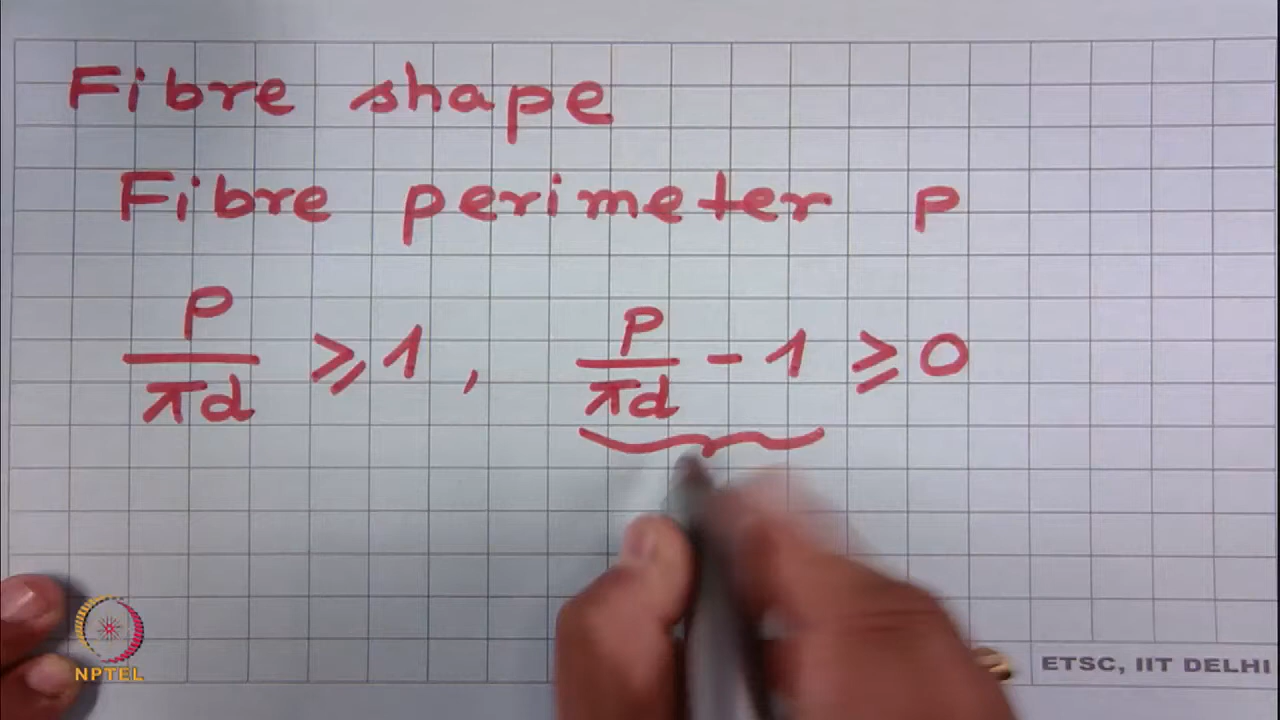 Fibre shape
Fibre perimeter p
p/πd ⩾ 1, p/πd - 1 ⩾ 0
NPTEL
ETSC, IIT DELHI